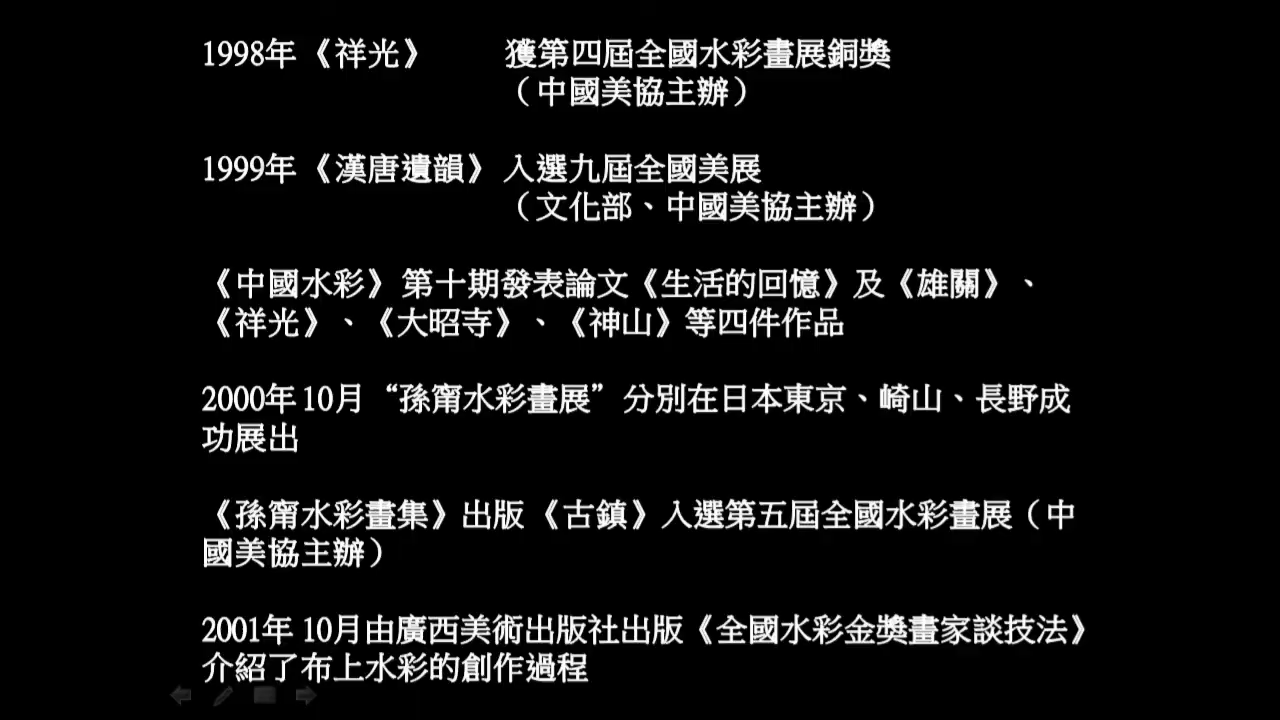 1998年《祥光》 獲第四屆全國水彩畫展銅獎
（中國美協主辦）
1999年《漢唐遺韻》入選九屆全國美展
（文化部、中國美協主辦）
《中國水彩》第十期發表論文《生活的回憶》及《雄關》、
《祥光》、《大昭寺》、《神山》等四件作品
2000年10月“孫甯水彩畫展”分別在日本東京、崎山、長野成
功展出
《孫甯水彩畫集》出版《古鎮》入選第五屆全國水彩畫展（中
國美協主辦）
2001年 10月由廣西美術出版社出版《全國水彩金獎畫家談技法》
介紹了布上水彩的創作過程